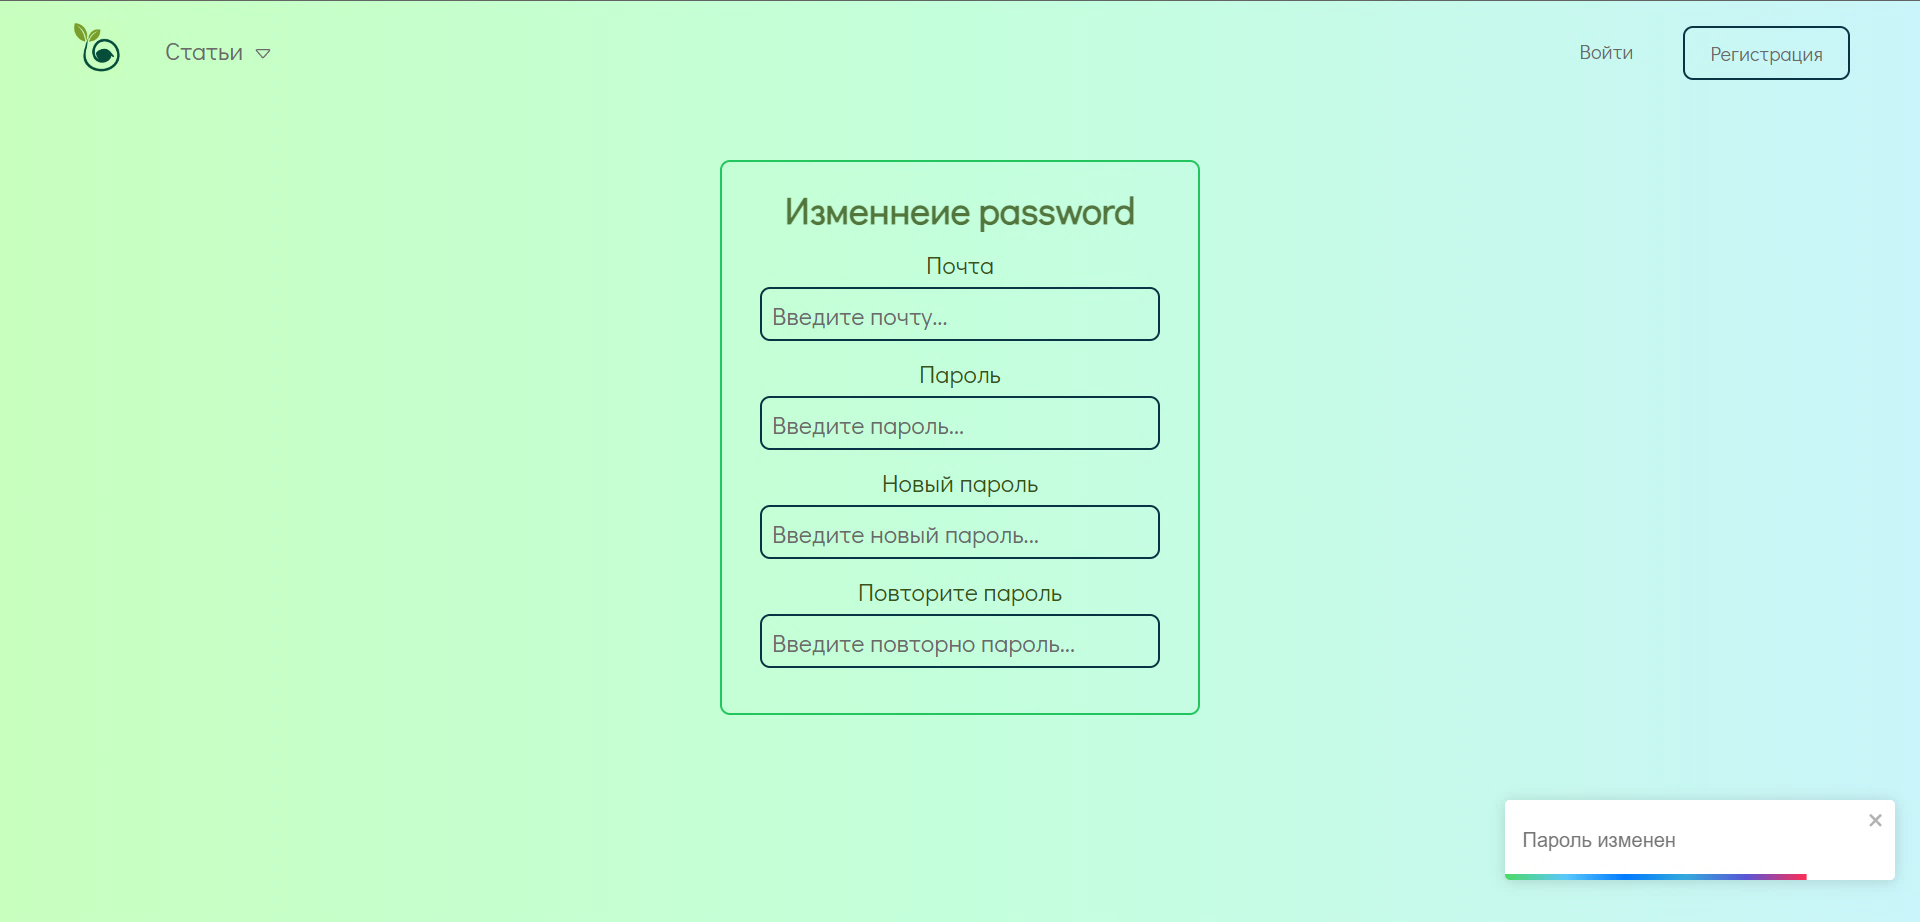 Статьи
Войти
Регистрация
Изменнеие password
Почта
Введите почту...
Пароль
Введите пароль...
Новый пароль
Введите новый пароль...
Повторите пароль
Введите повторно пароль...
Пароль изменен